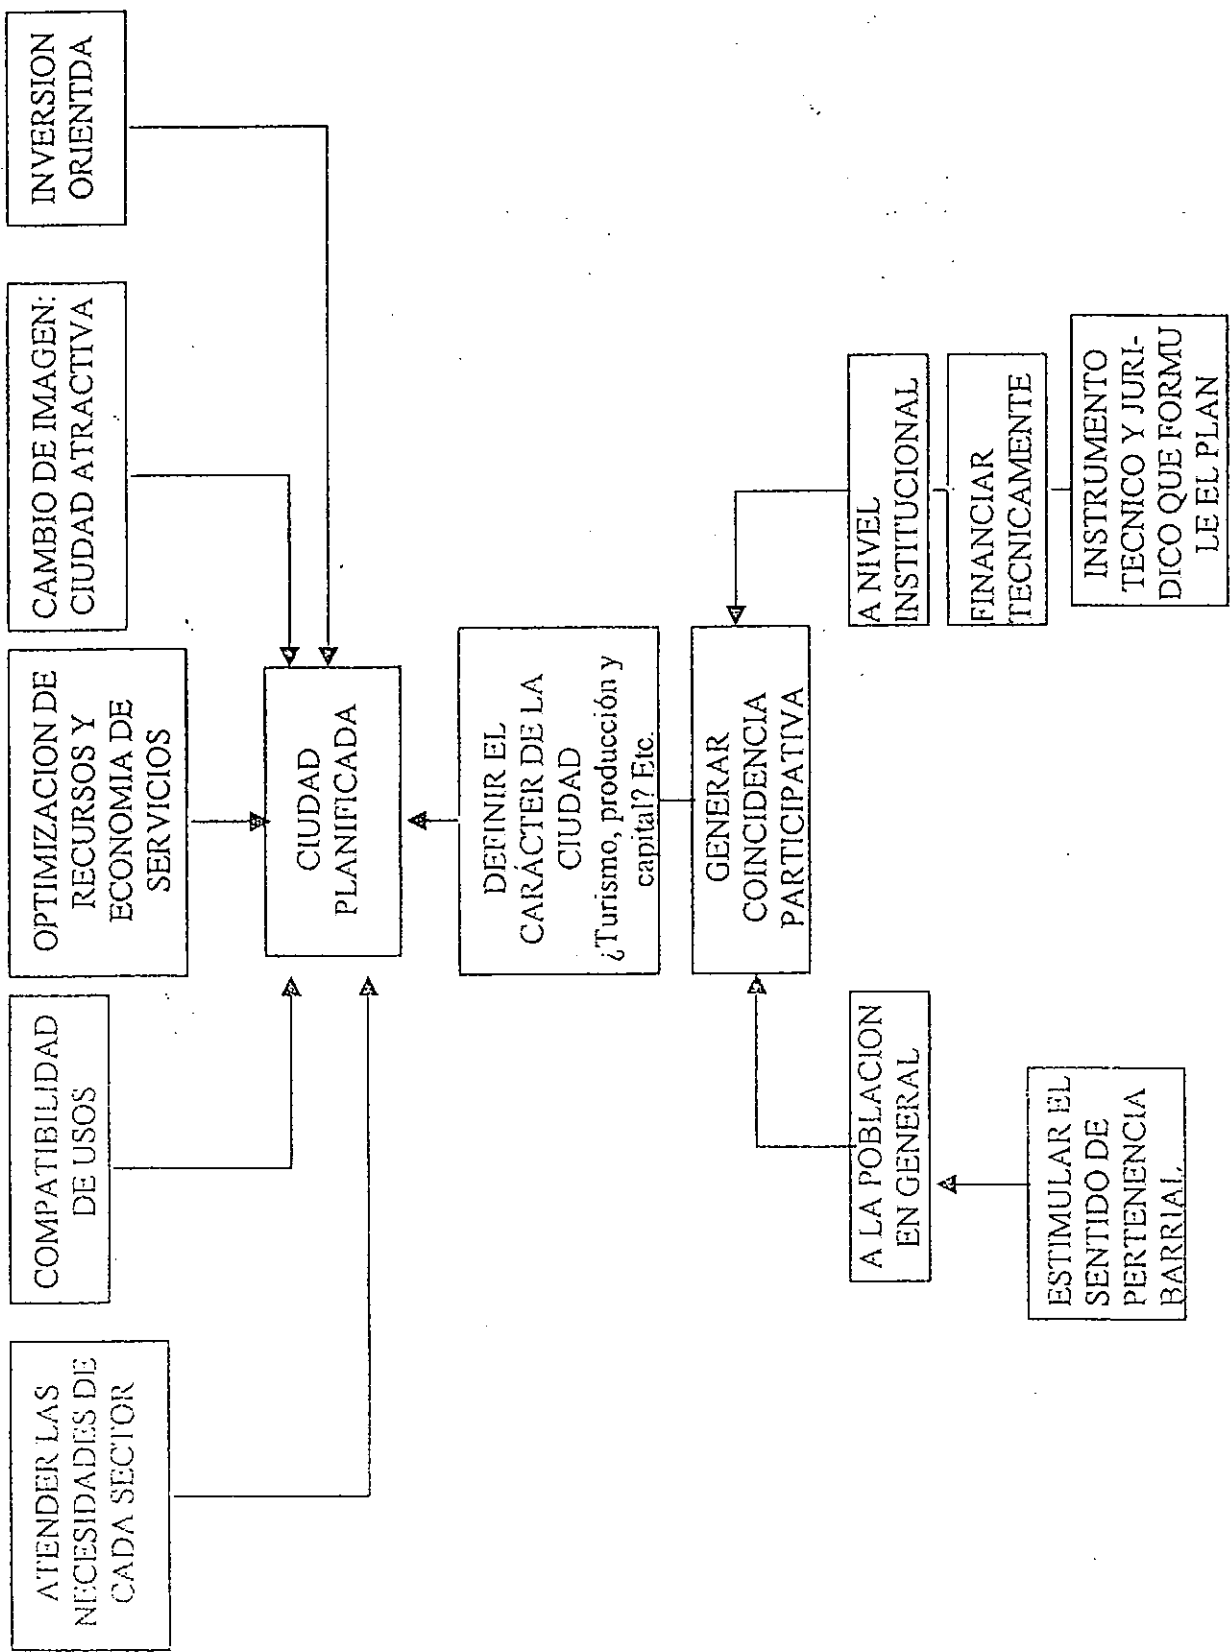 ATENDER LAS
NECESIDADES DE
CADA SECTOR
COMPATIBILIDAD
DE USOS
OPTIMIZACION DE
RECURSOS Y
ECONOMIA DE
SERVICIOS
CAMBIO DE IMAGEN:
CIUDAD ATRACTIVA
INVERSION
ORIENTDA
CIUDAD
PLANIFICADA
DEFINIR EL
CARÁCTER DE LA
CIUDAD
¿Turismo, producción y
capital? Etc.
GENERAR
COINCIDENCIA
PARTICIPATIVA
A LA POBLACION
EN GENERAL
A NIVEL
INSTITUCIONAL
FINANCIAR
TECNICAMENTE
ESTIMULAR EL
SENTIDO DE
PERTENENCIA
BARRIAL.
INSTRUMENTO
TECNICO Y JURI-
DICO QUE FORMU
LE EL PLAN